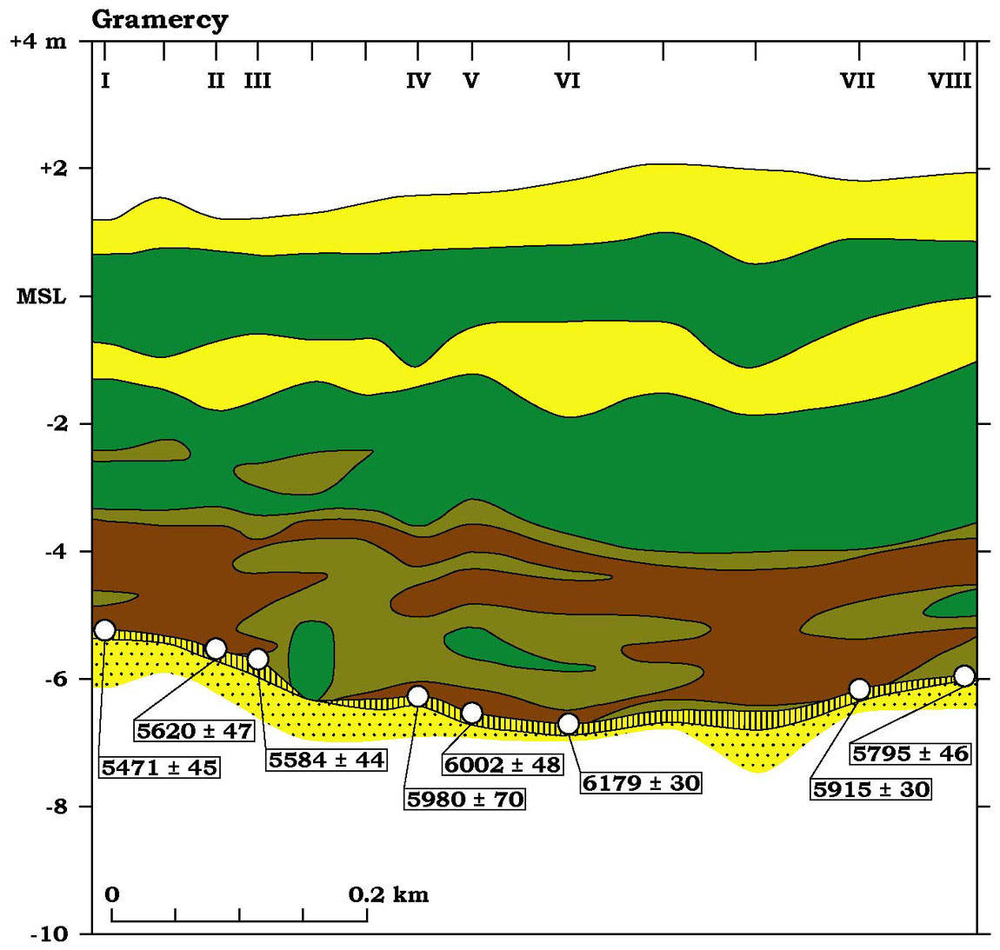 Gramercy
+4 m
I II III IV V VI VII VIII
+2
MSL
-2
-4
-6
5620 ± 47
5471 ± 45
5584 ± 44
6002 ± 48
5980 ± 70
6179 ± 30
5795 ± 46
5915 ± 30
-8
0 0.2 km
-10